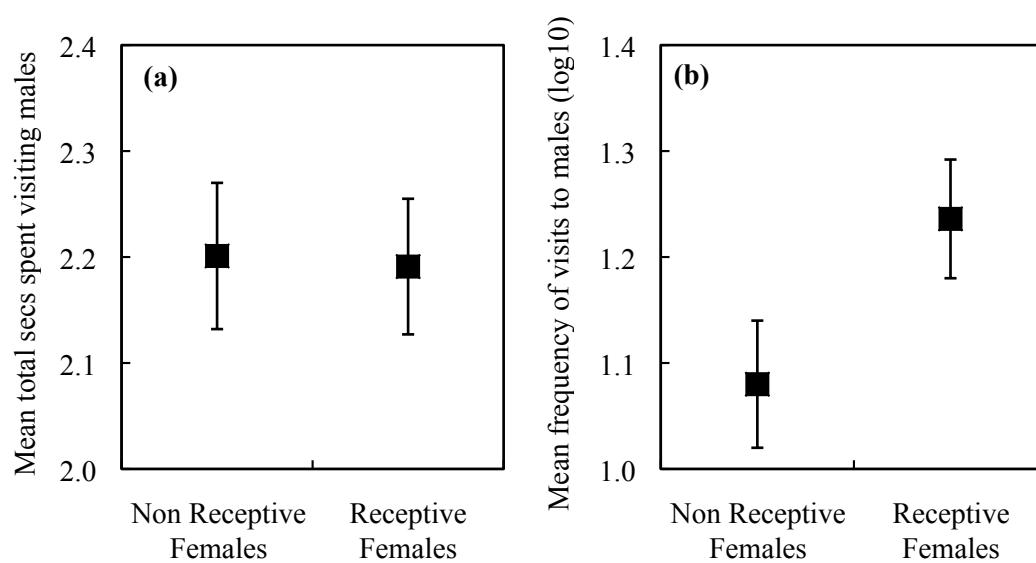 Mean total secs spent visiting males
2.4
2.3
2.2
2.1
2.0
(a)
Non Receptive
Females
Receptive
Females
Mean frequency of visits to males (log10)
1.4
1.3
1.2
1.1
1.0
(b)
Non Receptive
Females
Receptive
Females